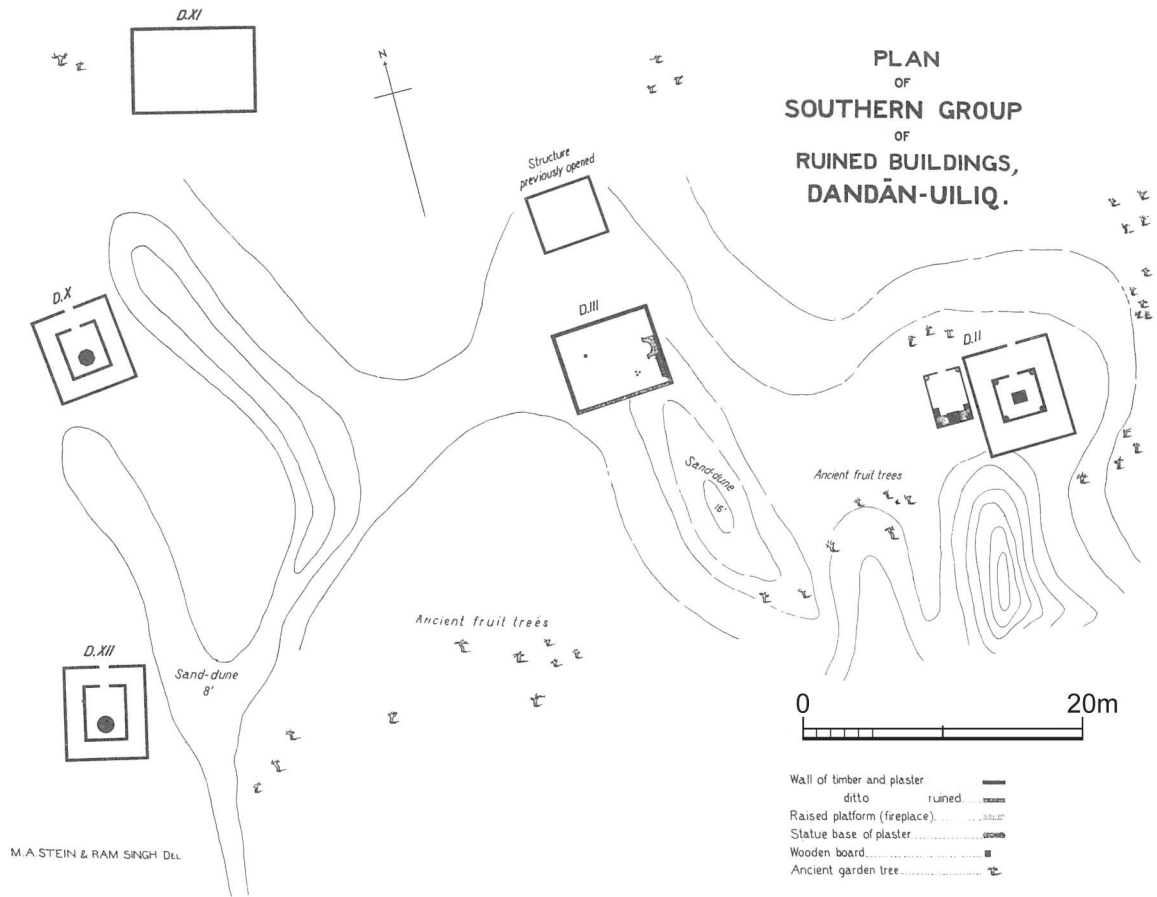 D.XI
N
PLAN
OF
SOUTHERN GROUP
OF
RUINED BUILDINGS,
DANDĀN-UILIQ.
Structure
previously opened
D.X
D.III
D.II
Sand-dune
16'
Ancient fruit trees
Ancient fruit trees
D.XII
Sand-dune
8'
0 20m
Wall of timber and plaster
ditto ruined
Raised platform (fireplace)
Statue base of plaster
Wooden board
Ancient garden tree
M.A.STEIN & RAM SINGH DEL